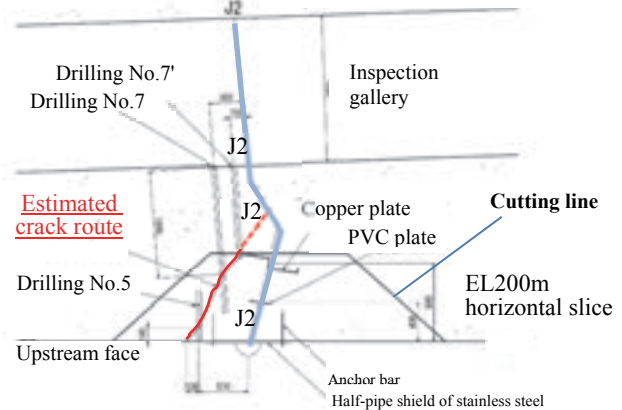 J2
Drilling No.7'
Drilling No.7
Inspection
gallery
J2
Estimated
crack route
J2
Copper plate
Cutting line
PVC plate
Drilling No.5
EL200m
horizontal slice
J2
Upstream face
Anchor bar
Half-pipe shield of stainless steel